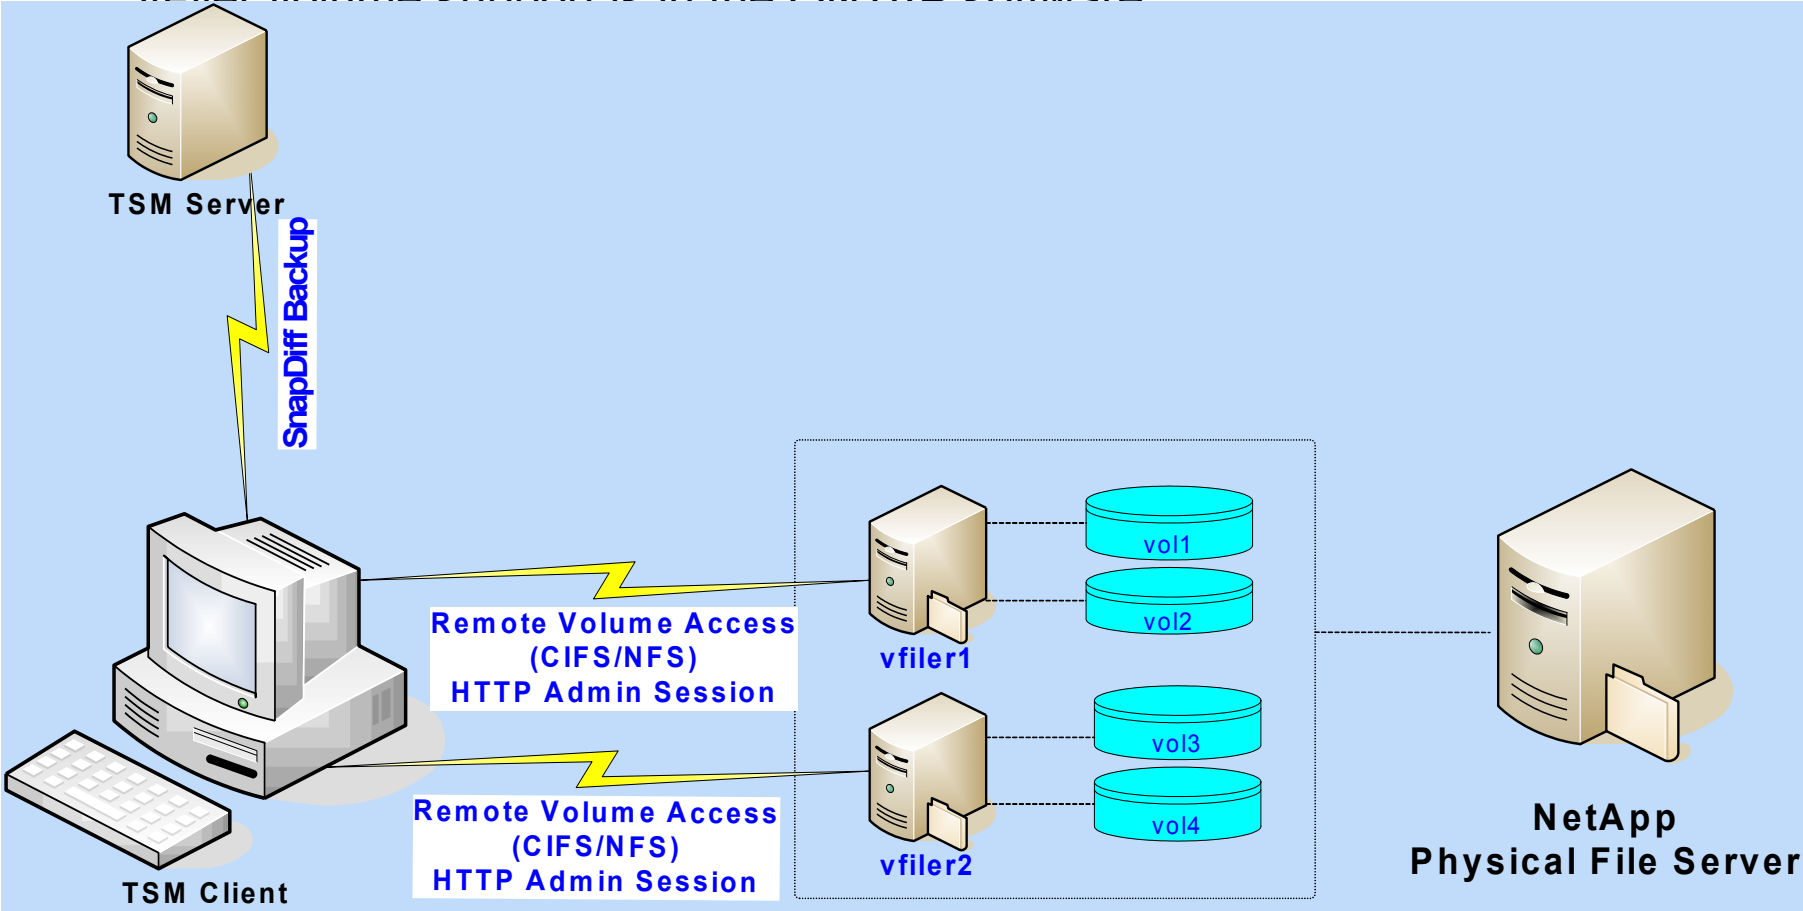 TSM Server
SnapDiff Backup
vol1
vol2
Remote Volume Access
(CIFS/NFS)
HTTP Admin Session
vfiler1
vol3
vol4
Remote Volume Access
(CIFS/NFS)
HTTP Admin Session
vfiler2
TSM Client
NetApp
Physical File Server